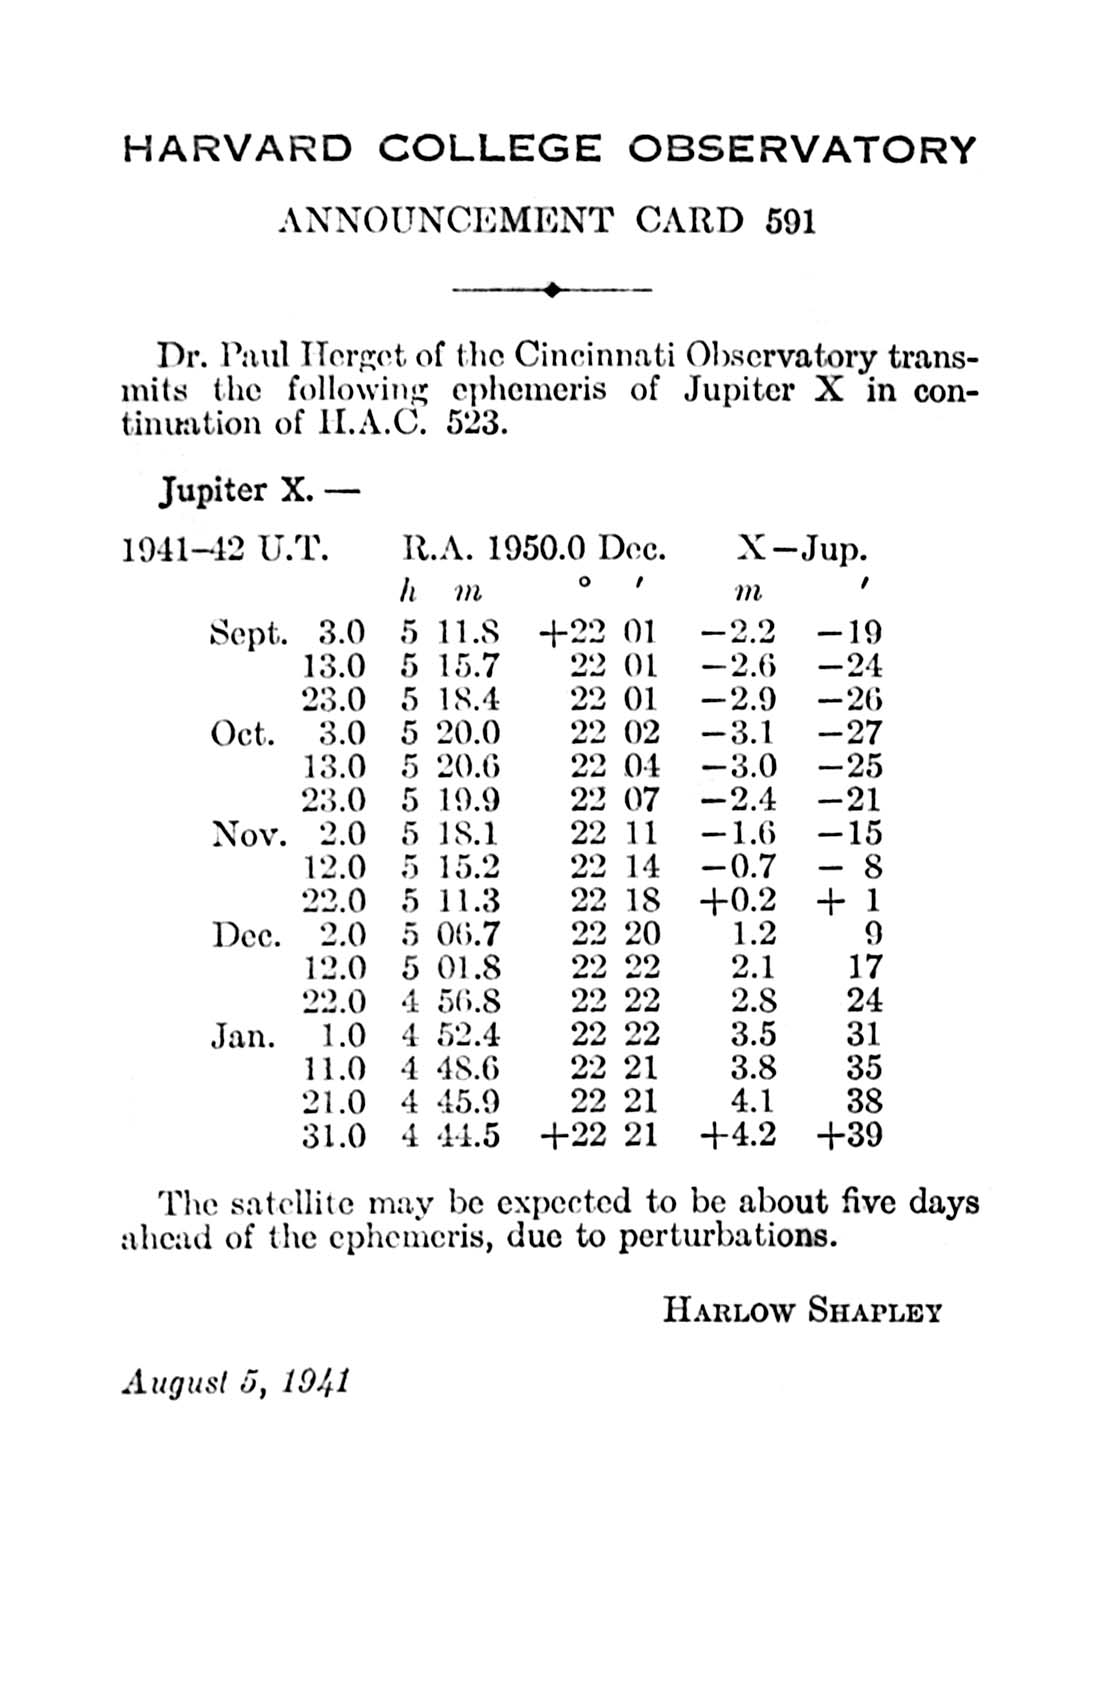 HARVARD COLLEGE OBSERVATORY
ANNOUNCEMENT CARD 591
Dr. Paul Herget of the Cincinnati Observatory trans-
mits the following ephemeris of Jupiter X in con-
tinuation of H.A.C. 523.
Jupiter X. —
1941–42 U.T. R.A. 1950.0 Dec. X—Jup.
h m ° ′ m ′
Sept. 3.0 5 11.8 +22 01 —2.2 —19
13.0 5 15.7 22 01 —2.6 —24
23.0 5 18.4 22 01 —2.9 —26
Oct. 3.0 5 20.0 22 02 —3.1 —27
13.0 5 20.6 22 04 —3.0 —25
23.0 5 19.9 22 07 —2.4 —21
Nov. 2.0 5 18.1 22 11 —1.6 —15
12.0 5 15.2 22 14 —0.7 — 8
22.0 5 11.3 22 18 +0.2 + 1
Dec. 2.0 5 06.7 22 20 1.2 9
12.0 5 01.8 22 22 2.1 17
22.0 4 56.8 22 22 2.8 24
Jan. 1.0 4 52.4 22 22 3.5 31
11.0 4 48.6 22 21 3.8 35
21.0 4 45.9 22 21 4.1 38
31.0 4 44.5 +22 21 +4.2 +39
The satellite may be expected to be about five days
ahead of the ephemeris, due to perturbations.
HARLOW SHAPLEY
August 5, 1941